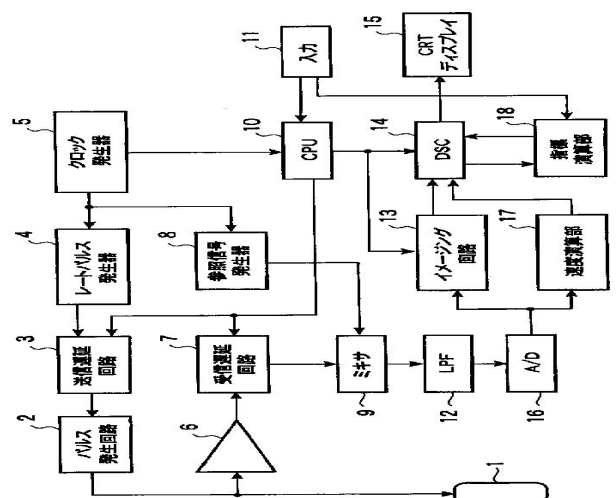 5
クロック
発生器
4
レートパルス
発生器
3
送信遅延
回路
2
パルス
発生回路
8
参照信号
発生器
7
受信遅延
回路
6
11
入力
10
CPU
9
ミキサ
12
LPF
16
A/D
1
15
CRT
ディスプレイ
14
DSC
13
イメージング
回路
18
指標
演算部
17
速度演算部